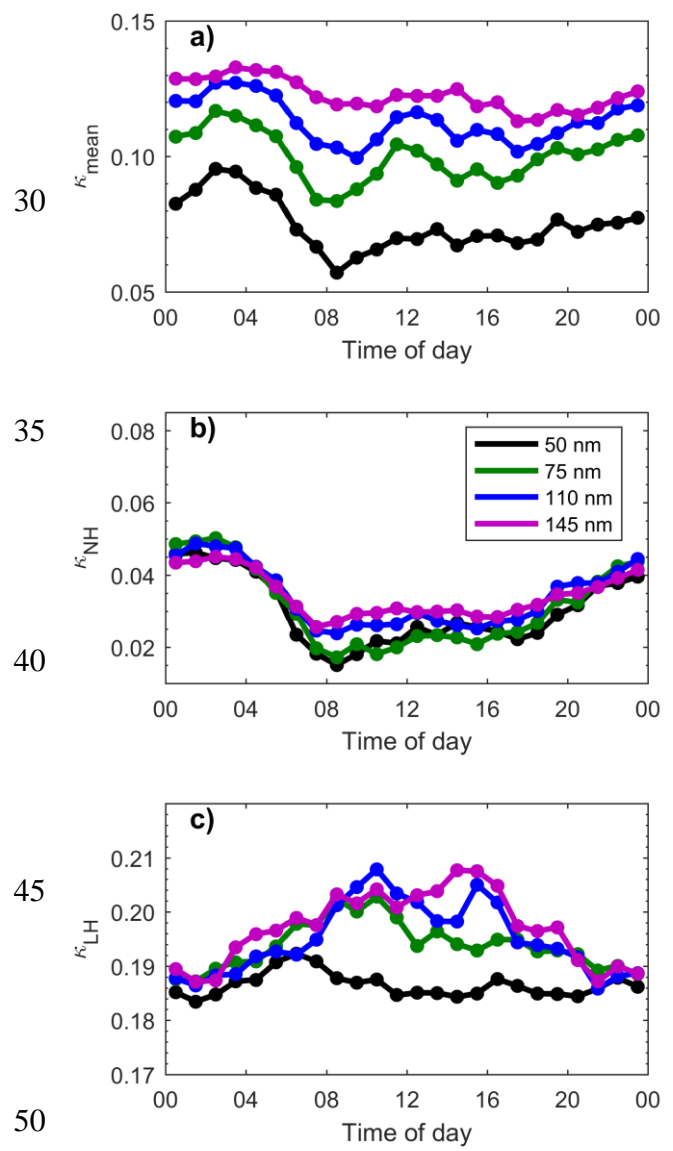 a)
0.15
0.10
0.05
κmean
30
00 04 08 12 16 20 00
Time of day
35
b)
0.08
0.06
0.04
0.02
κNH
50 nm
75 nm
110 nm
145 nm
40
00 04 08 12 16 20 00
Time of day
c)
0.21
0.20
0.19
0.18
0.17
κLH
45
00 04 08 12 16 20 00
Time of day
50